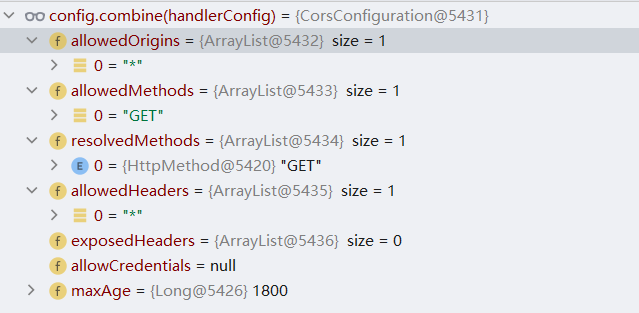 config.combine(handlerConfig) = {CorsConfiguration@5431}
f allowedOrigins = {ArrayList@5432} size = 1
0 = "*"
f allowedMethods = {ArrayList@5433} size = 1
0 = "GET"
f resolvedMethods = {ArrayList@5434} size = 1
E 0 = {HttpMethod@5420} "GET"
f allowedHeaders = {ArrayList@5435} size = 1
0 = "*"
f exposedHeaders = {ArrayList@5436} size = 0
f allowCredentials = null
f maxAge = {Long@5426} 1800